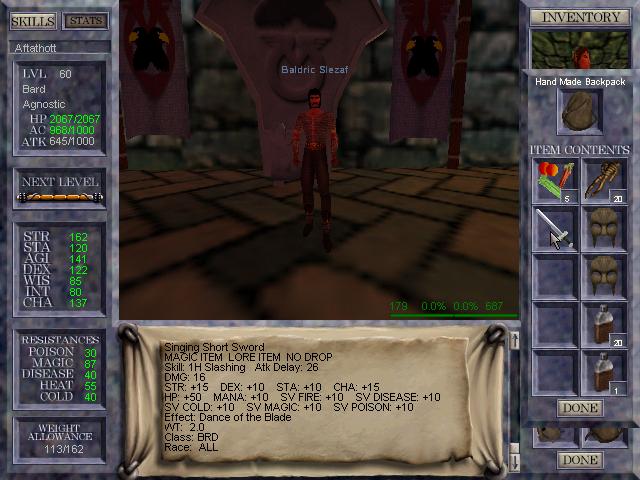 SKILLS STATS
Aftathott
LVL 60
Bard
Agnostic
HP 2067/2067
AC 968/1000
ATK 645/1000
NEXT LEVEL
STR 162
STA 120
AGI 141
DEX 122
WIS 85
INT 80
CHA 137
RESISTANCES
POISON 30
MAGIC 87
DISEASE 40
HEAT 55
COLD 40
WEIGHT
ALLOWANCE
113/162
Baldric Slezaf
179 0.0% 0.0% 687
Singing Short Sword
MAGIC ITEM LORE ITEM NO DROP
Skill: 1H Slashing Atk Delay: 26
DMG: 16
STR: +15 DEX: +10 STA: +10 CHA: +15
HP: +50 MANA: +10 SV FIRE: +10 SV DISEASE: +10
SV COLD: +10 SV MAGIC: +10 SV POISON: +10
Effect: Dance of the Blade
WT: 2.0
Class: BRD
Race: ALL
INVENTORY
Hand Made Backpack
ITEM CONTENTS
5 20
20
1
DONE
DONE